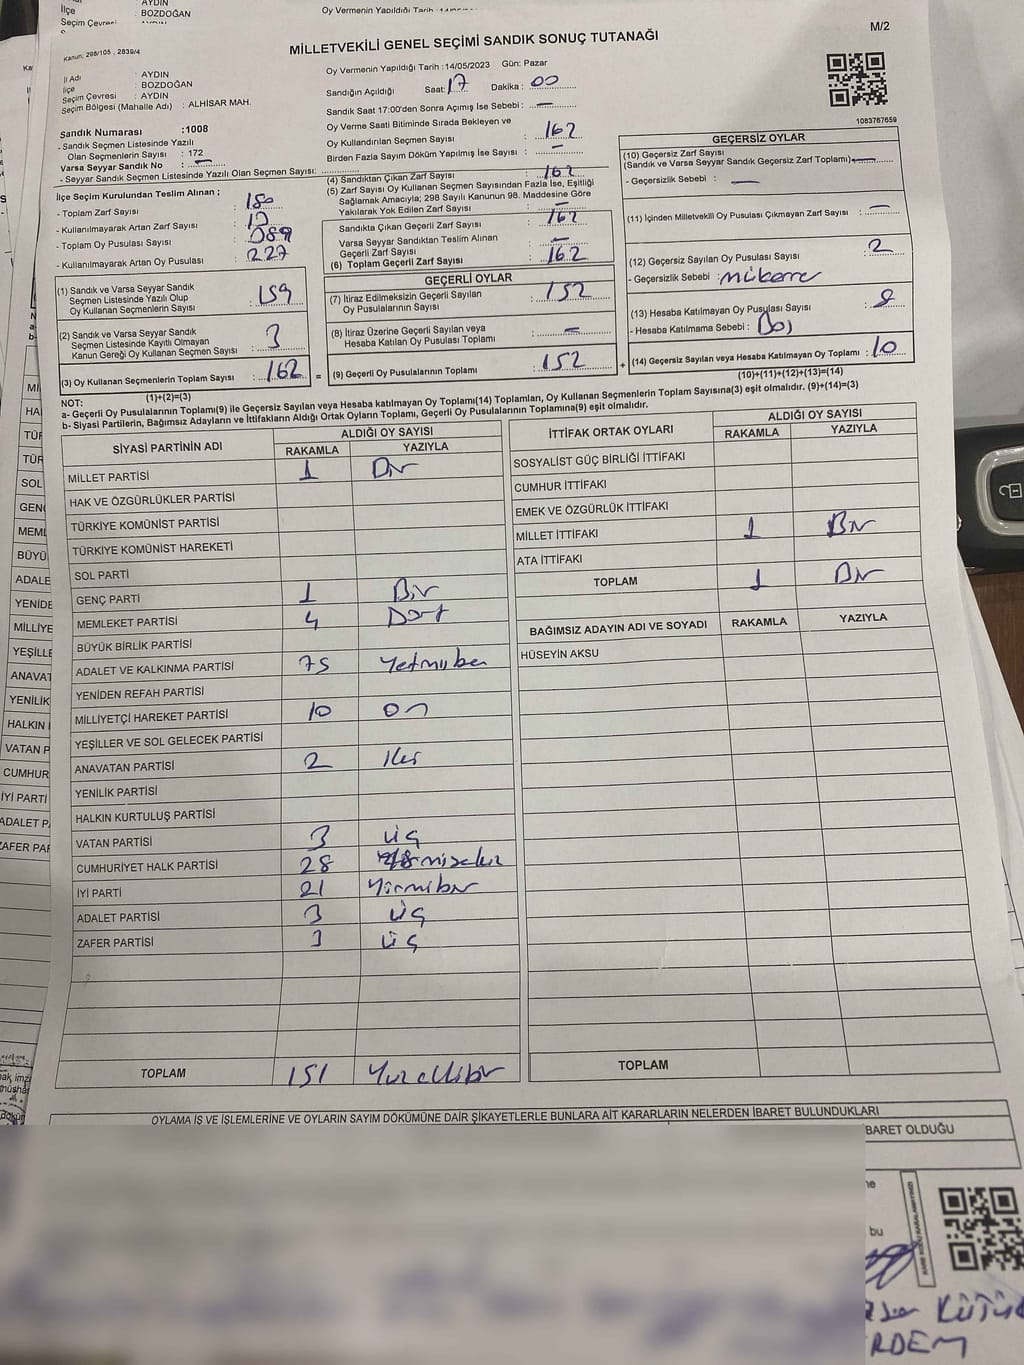 AYDIN
İlçe : BOZDOĞAN
Seçim Çevresi
Oy Vermenin Yapıldığı Tarih
Kanun: 298/105 , 2839/4
MİLLETVEKİLİ GENEL SEÇİMİ SANDIK SONUÇ TUTANAĞI
M/2
İl Adı : AYDIN
İlçe : BOZDOĞAN
Seçim Çevresi : AYDIN
Seçim Bölgesi (Mahalle Adı) : ALHİSAR MAH.
Oy Vermenin Yapıldığı Tarih :14/05/2023 Gün: Pazar
Sandığın Açıldığı Saat: 17 Dakika : 00
Sandık Saat 17:00'den Sonra Açımış İse Sebebi : —
Oy Verme Saati Bitiminde Sırada Bekleyen ve
Oy Kullandırılan Seçmen Sayısı : 162
Birden Fazla Sayım Döküm Yapılmış İse Sayısı : —
1083767659
Sandık Numarası :1008
- Sandık Seçmen Listesinde Yazılı
Olan Seçmenlerin Sayısı : 172
Varsa Seyyar Sandık No : —
- Seyyar Sandık Seçmen Listesinde Yazılı Olan Seçmen Sayısı:
İlçe Seçim Kurulundan Teslim Alınan ;
- Toplam Zarf Sayısı : 180
- Kullanılmayarak Artan Zarf Sayısı :
- Toplam Oy Pusulası Sayısı :
- Kullanılmayarak Artan Oy Pusulası : 227
(1) Sandık ve Varsa Seyyar Sandık
Seçmen Listesinde Yazılı Olup
Oy Kullanan Seçmenlerin Sayısı : 159
(2) Sandık ve Varsa Seyyar Sandık
Seçmen Listesinde Kayıtlı Olmayan
Kanun Gereği Oy Kullanan Seçmen Sayısı : 3
(3) Oy Kullanan Seçmenlerin Toplam Sayısı : 162
(1)+(2)=(3)
(4) Sandıktan Çıkan Zarf Sayısı : 162
(5) Zarf Sayısı Oy Kullanan Seçmen Sayısından Fazla İse, Eşitliği
Sağlamak Amacıyla; 298 Sayılı Kanunun 98. Maddesine Göre
Yakılarak Yok Edilen Zarf Sayısı : —
Sandıkta Çıkan Geçerli Zarf Sayısı : 162
Varsa Seyyar Sandıktan Teslim Alınan
Geçerli Zarf Sayısı : —
(6) Toplam Geçerli Zarf Sayısı : 162
GEÇERLİ OYLAR
(7) İtiraz Edilmeksizin Geçerli Sayılan
Oy Pusulalarının Sayısı : 152
(8) İtiraz Üzerine Geçerli Sayılan veya
Hesaba Katılan Oy Pusulası Toplamı : —
= (9) Geçerli Oy Pusulalarının Toplamı : 152 +
GEÇERSİZ OYLAR
(10) Geçersiz Zarf Sayısı
(Sandık ve Varsa Seyyar Sandık Geçersiz Zarf Toplamı) : —
- Geçersizlik Sebebi : —
(11) İçinden Milletvekili Oy Pusulası Çıkmayan Zarf Sayısı : —
(12) Geçersiz Sayılan Oy Pusulası Sayısı : 2
- Geçersizlik Sebebi :
(13) Hesaba Katılmayan Oy Pusulası Sayısı : 8
- Hesaba Katılmama Sebebi : Boş
(14) Geçersiz Sayılan veya Hesaba Katılmayan Oy Toplamı : 10
(10)+(11)+(12)+(13)=(14)
NOT:
a- Geçerli Oy Pusulalarının Toplamı(9) ile Geçersiz Sayılan veya Hesaba katılmayan Oy Toplamı(14) Toplamları, Oy Kullanan Seçmenlerin Toplam Sayısına(3) eşit olmalıdır. (9)+(14)=(3)
b- Siyasi Partilerin, Bağımsız Adayların ve İttifakların Aldığı Ortak Oyların Toplamı, Geçerli Oy Pusulalarının Toplamına(9) eşit olmalıdır.
SİYASİ PARTİNİN ADI ALDIĞI OY SAYISI
RAKAMLA YAZIYLA
MİLLET PARTİSİ 1 Bir
HAK VE ÖZGÜRLÜKLER PARTİSİ
TÜRKİYE KOMÜNİST PARTİSİ
TÜRKİYE KOMÜNİST HAREKETİ
SOL PARTİ
GENÇ PARTİ 1 Bir
MEMLEKET PARTİSİ 4 Dört
BÜYÜK BİRLİK PARTİSİ
ADALET VE KALKINMA PARTİSİ 75 Yetmişbeş
YENİDEN REFAH PARTİSİ
MİLLİYETÇİ HAREKET PARTİSİ 10 on
YEŞİLLER VE SOL GELECEK PARTİSİ
ANAVATAN PARTİSİ 2 iki
YENİLİK PARTİSİ
HALKIN KURTULUŞ PARTİSİ
VATAN PARTİSİ 3 üç
CUMHURİYET HALK PARTİSİ 28 yirmisekiz
İYİ PARTİ 21 yirmibir
ADALET PARTİSİ 3 üç
ZAFER PARTİSİ 3 üç
TOPLAM 151 Yüzellibir
İTTİFAK ORTAK OYLARI ALDIĞI OY SAYISI
RAKAMLA YAZIYLA
SOSYALİST GÜÇ BİRLİĞİ İTTİFAKI
CUMHUR İTTİFAKI
EMEK VE ÖZGÜRLÜK İTTİFAKI
MİLLET İTTİFAKI 1 Bir
ATA İTTİFAKI
TOPLAM 1 Bir
BAĞIMSIZ ADAYIN ADI VE SOYADI RAKAMLA YAZIYLA
HÜSEYİN AKSU
TOPLAM
OYLAMA İŞ VE İŞLEMLERİNE VE OYLARIN SAYIM DÖKÜMÜNE DAİR ŞİKAYETLERLE BUNLARA AİT KARARLARIN NELERDEN İBARET BULUNDUKLARI
BARET OLDUĞU
bu